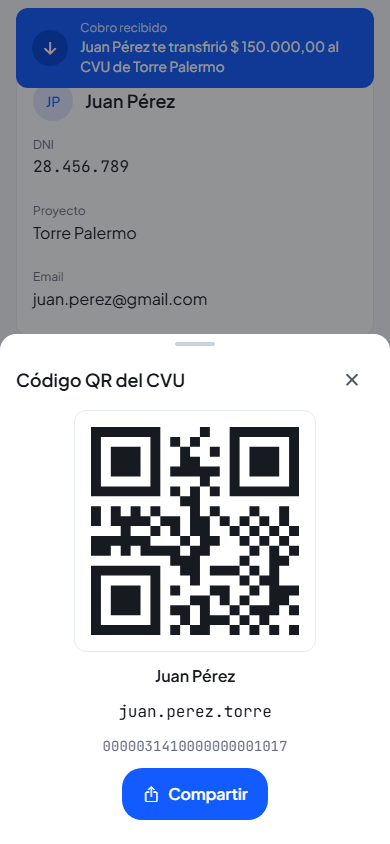 Cobro recibido
Juan Pérez te transfirió $ 150.000,00 al
CVU de Torre Palermo
JP
Juan Pérez
DNI
28.456.789
Proyecto
Torre Palermo
Email
juan.perez@gmail.com
Código QR del CVU
Juan Pérez
juan.perez.torre
0000031410000000001017
Compartir